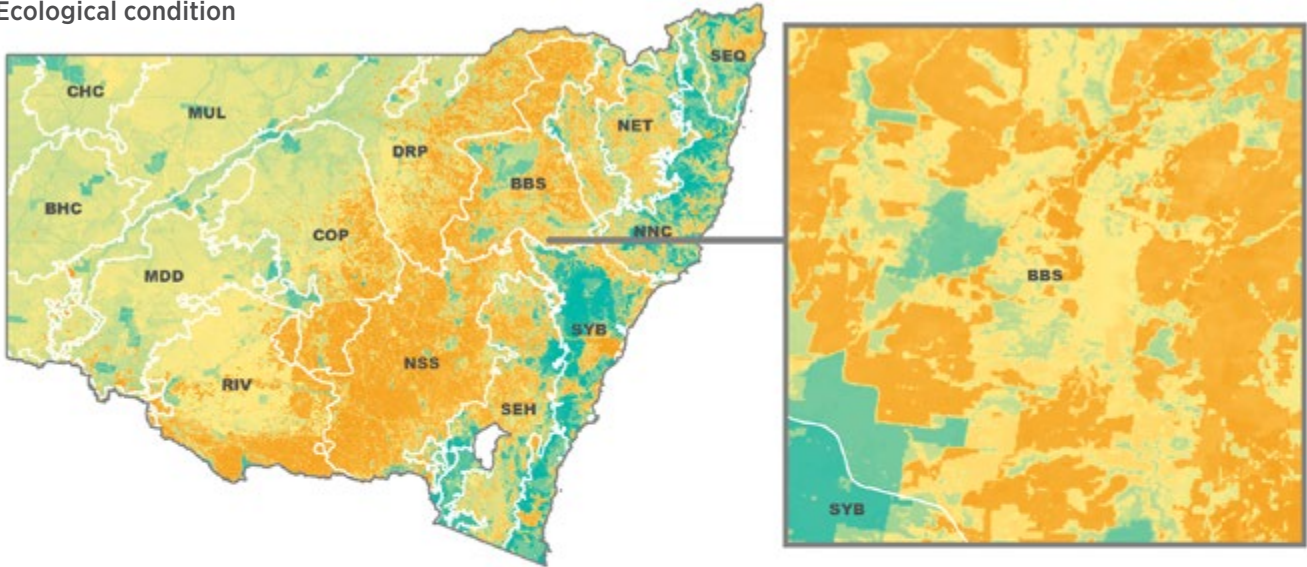 Ecological condition
SEQ
CHC
MUL
NET
DRP
BBS
BHC
NNC
COP
MDD
BBS
SYB
NSS
RIV
SEH
SYB